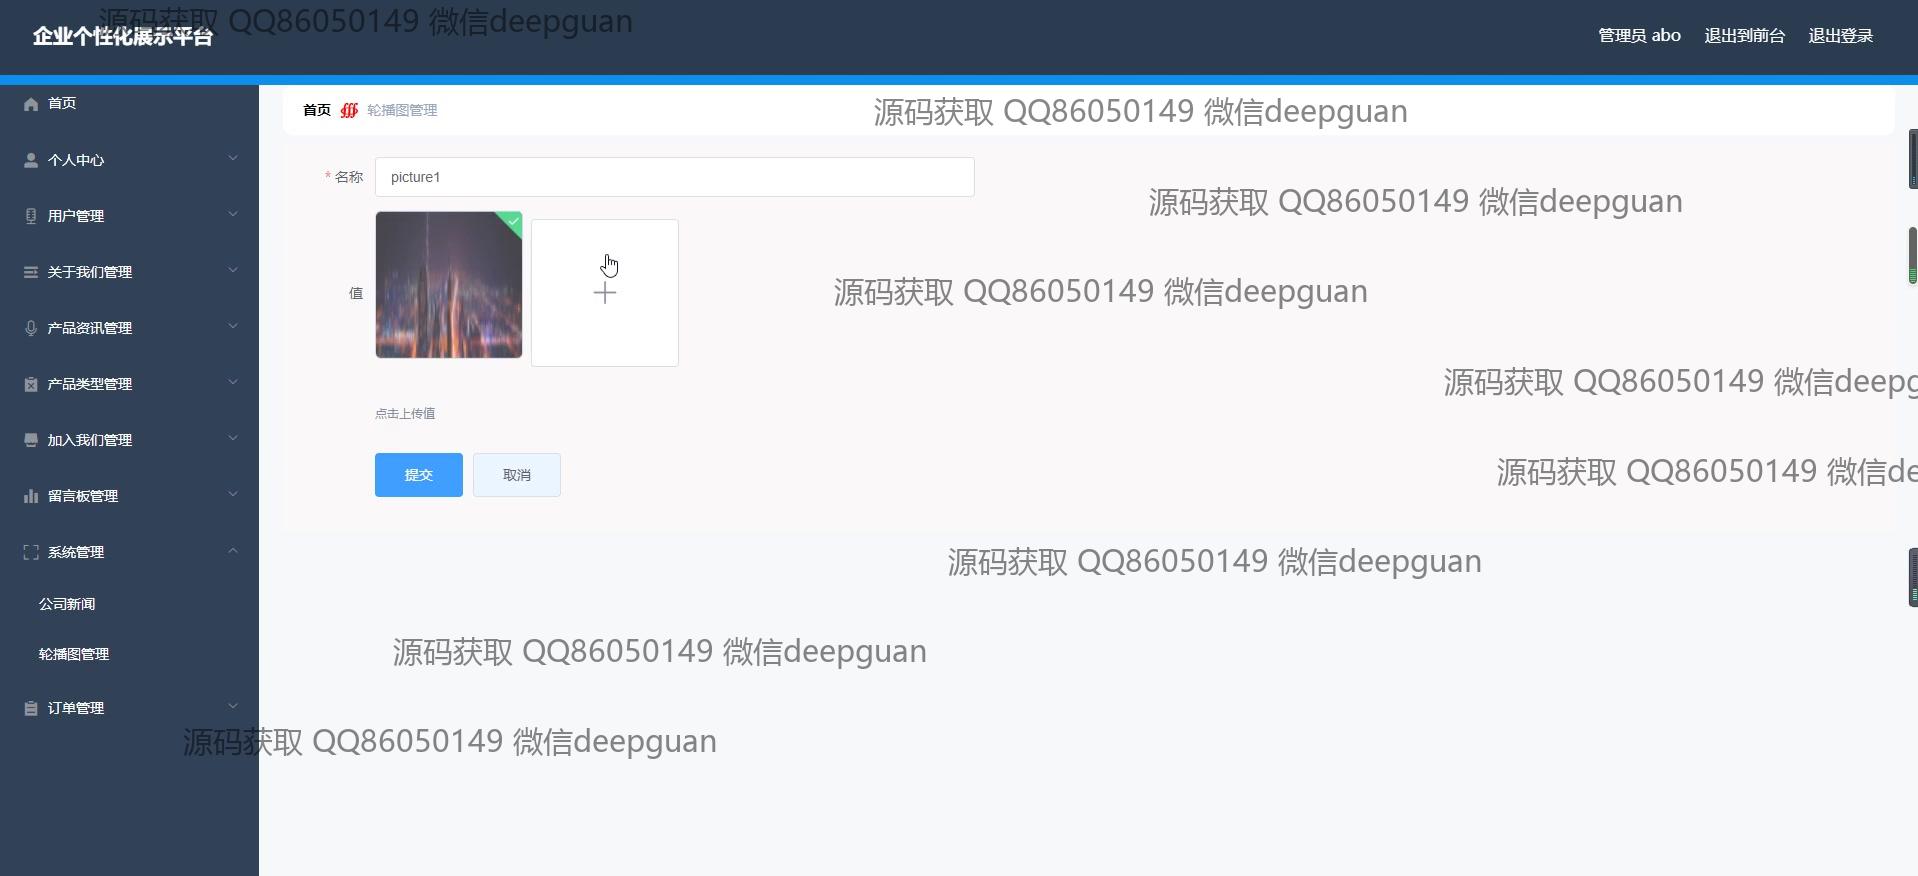 源码获取 QQ86050149 微信deepguan
企业个性化展示平台
管理员 abo 退出到前台 退出登录
首页
首页 轮播图管理
源码获取 QQ86050149 微信deepguan
个人中心
* 名称 picture1
源码获取 QQ86050149 微信deepguan
用户管理
关于我们管理
值
源码获取 QQ86050149 微信deepguan
产品资讯管理
产品类型管理
源码获取 QQ86050149 微信deepg
点击上传值
加入我们管理
提交 取消
源码获取 QQ86050149 微信de
留言板管理
系统管理
源码获取 QQ86050149 微信deepguan
公司新闻
轮播图管理
源码获取 QQ86050149 微信deepguan
订单管理
源码获取 QQ86050149 微信deepguan